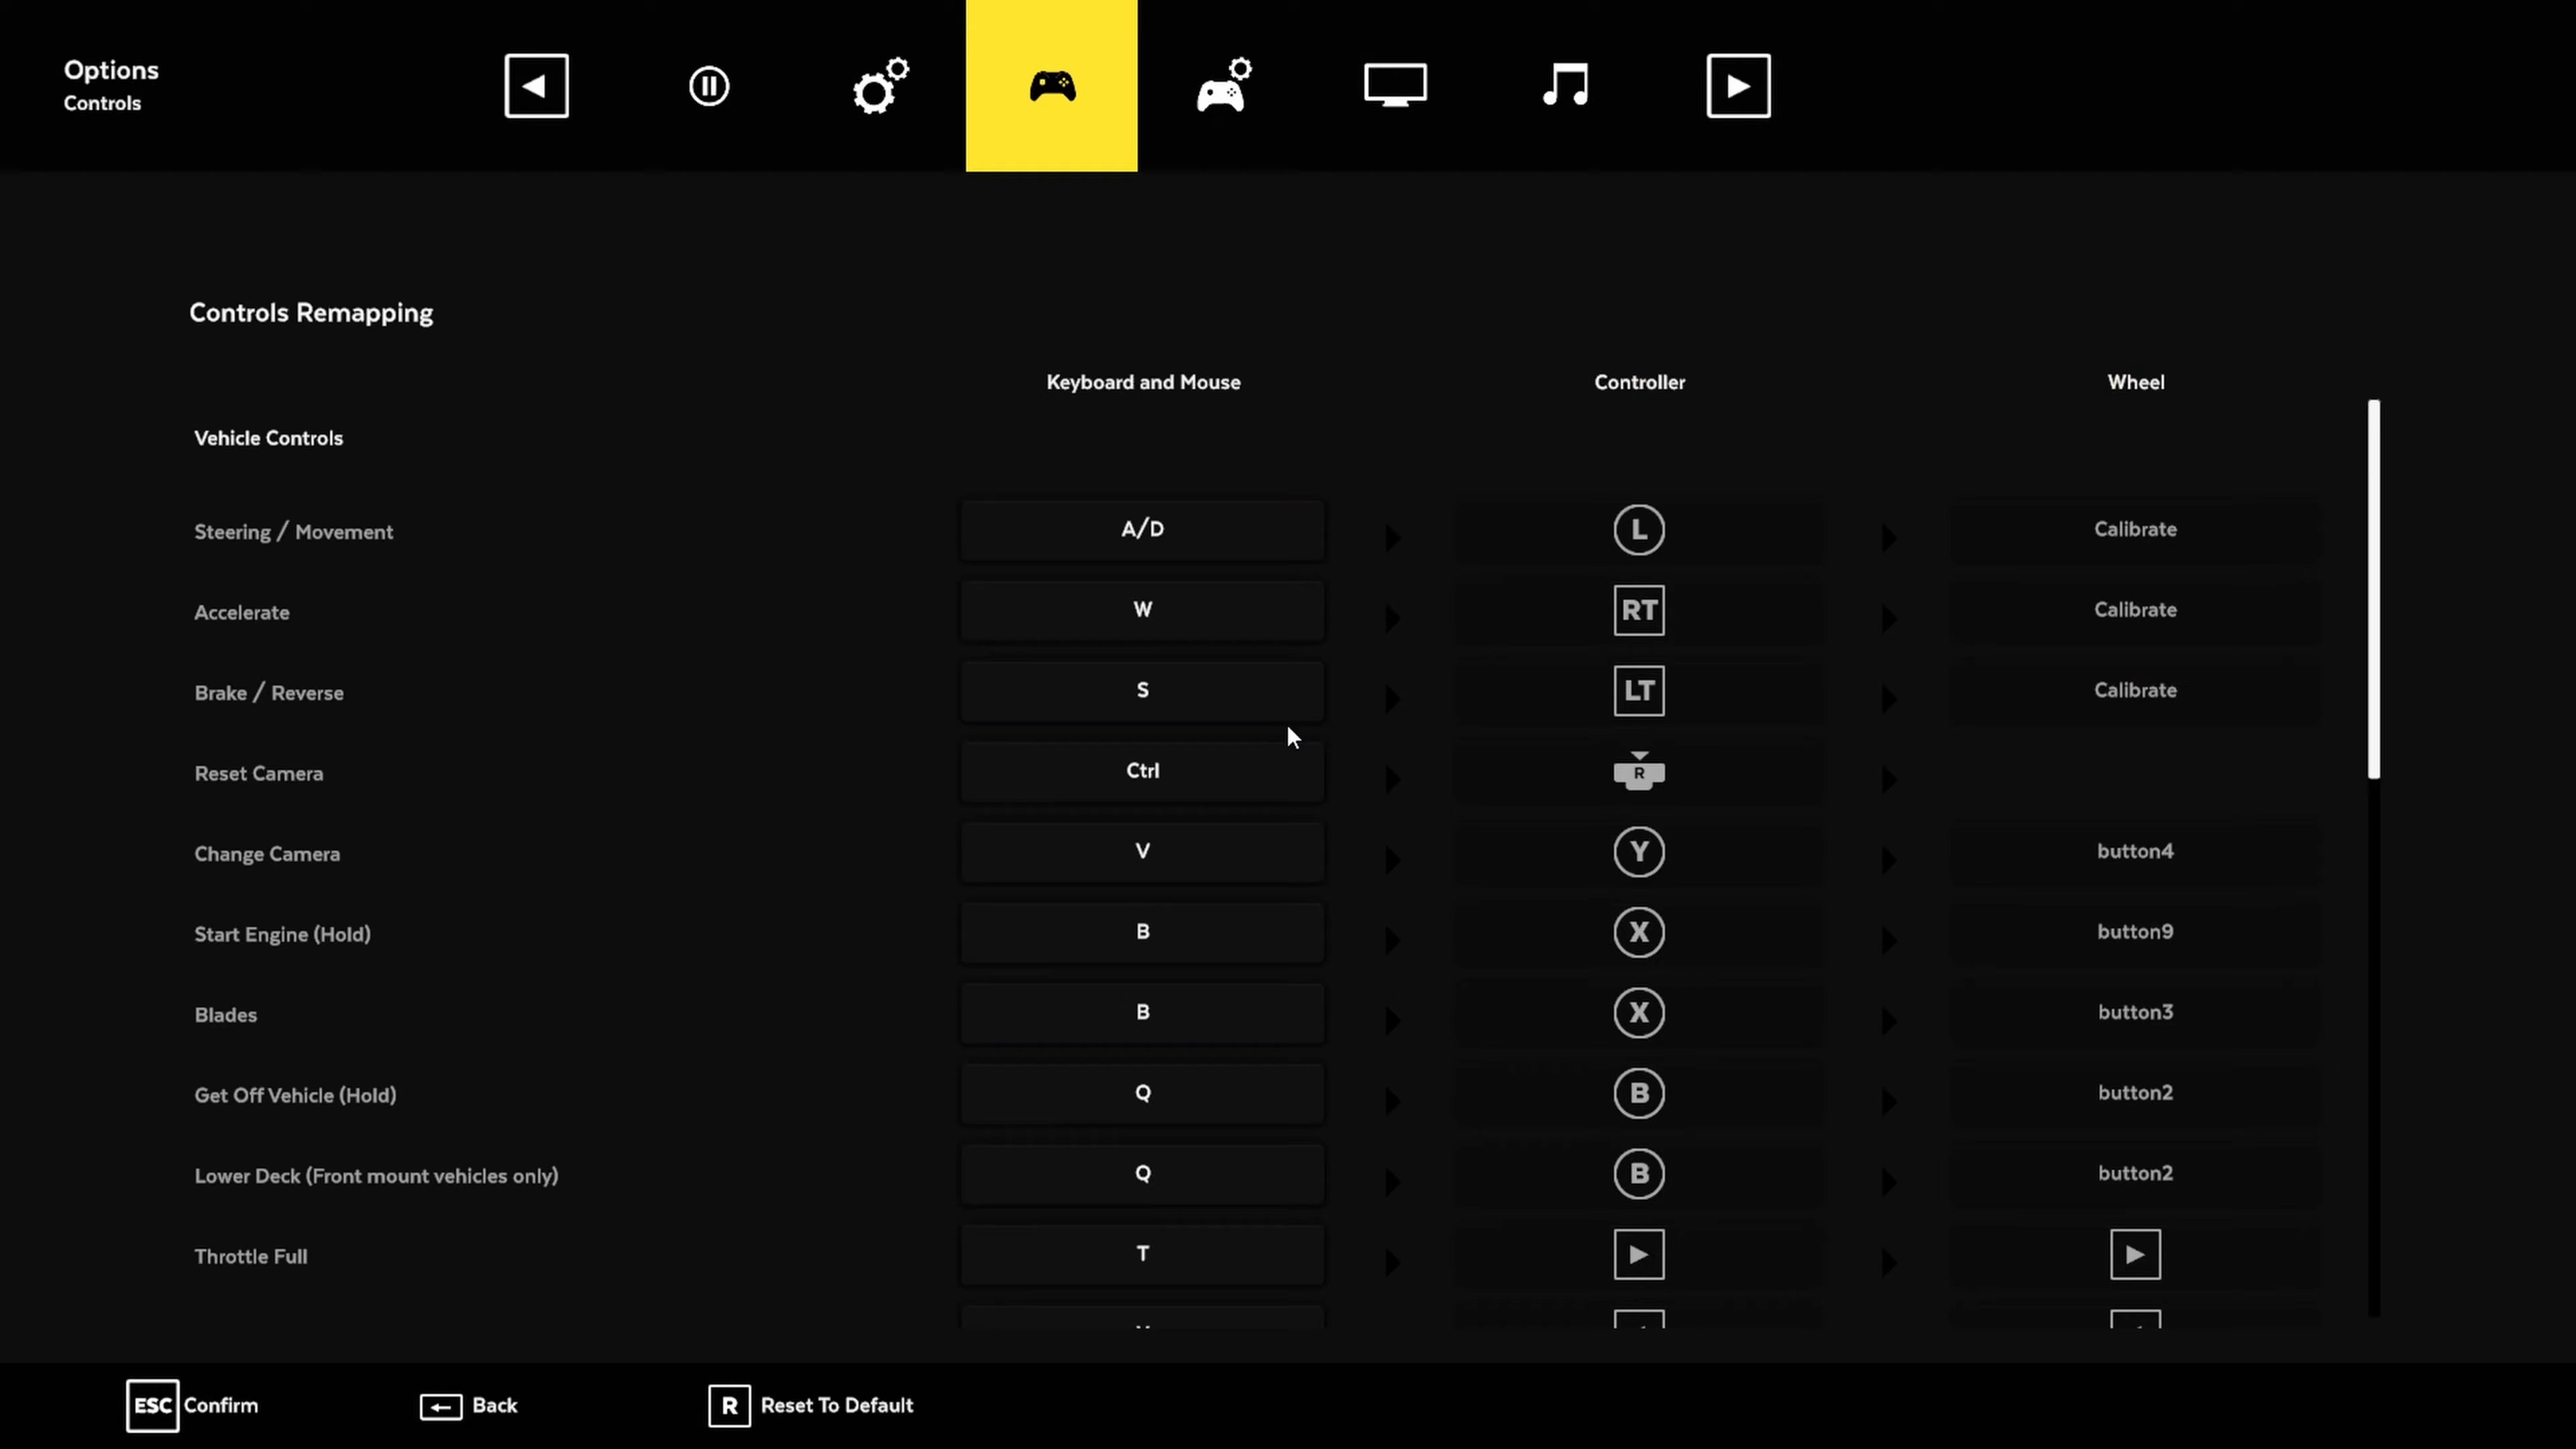 Options
Controls
Controls Remapping
Keyboard and Mouse Controller Wheel
Vehicle Controls
Steering / Movement A/D L Calibrate
Accelerate W RT Calibrate
Brake / Reverse S LT Calibrate
Reset Camera Ctrl R
Change Camera V Y button4
Start Engine (Hold) B X button9
Blades B X button3
Get Off Vehicle (Hold) Q B button2
Lower Deck (Front mount vehicles only) Q B button2
Throttle Full T
ESC Confirm Back R Reset To Default